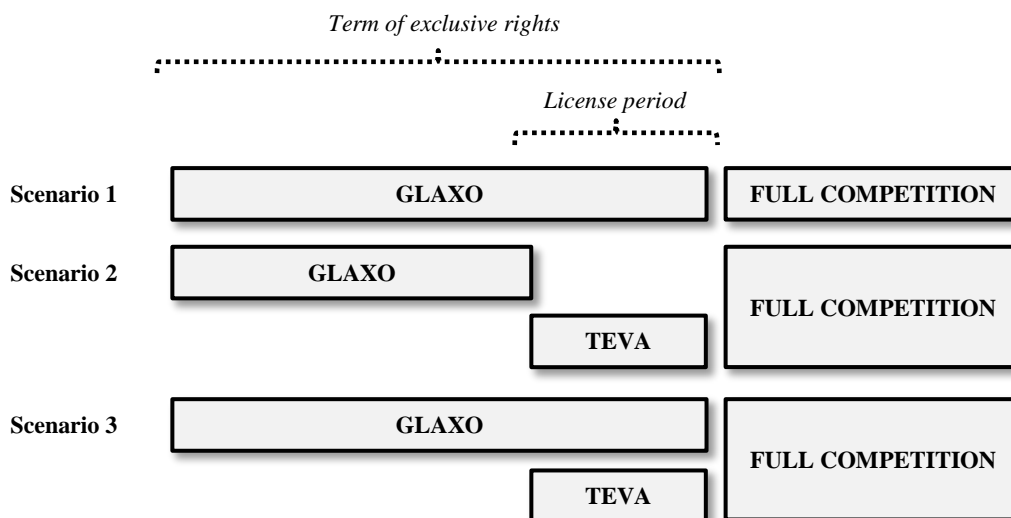 Term of exclusive rights
License period
Scenario 1 GLAXO FULL COMPETITION
Scenario 2 GLAXO
FULL COMPETITION
TEVA
Scenario 3 GLAXO
FULL COMPETITION
TEVA